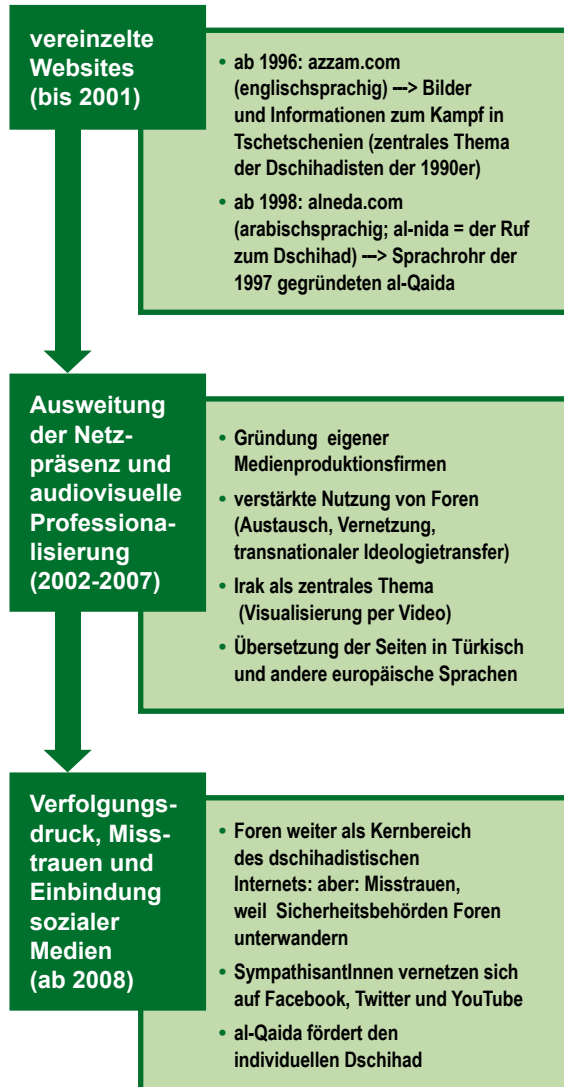 vereinzelte
Websites
(bis 2001)
• ab 1996: azzam.com
(englischsprachig) ---> Bilder
und Informationen zum Kampf in
Tschetschenien (zentrales Thema
der Dschihadisten der 1990er)
• ab 1998: alneda.com
(arabischsprachig; al-nida = der Ruf
zum Dschihad) ---> Sprachrohr der
1997 gegründeten al-Qaida
Ausweitung
der Netz-
präsenz und
audiovisuelle
Professiona-
lisierung
(2002-2007)
• Gründung eigener
Medienproduktionsfirmen
• verstärkte Nutzung von Foren
(Austausch, Vernetzung,
transnationaler Ideologietransfer)
• Irak als zentrales Thema
(Visualisierung per Video)
• Übersetzung der Seiten in Türkisch
und andere europäische Sprachen
Verfolgungs-
druck, Miss-
trauen und
Einbindung
sozialer
Medien
(ab 2008)
• Foren weiter als Kernbereich
des dschihadistischen
Internets: aber: Misstrauen,
weil Sicherheitsbehörden Foren
unterwandern
• SympathisantInnen vernetzen sich
auf Facebook, Twitter und YouTube
• al-Qaida fördert den
individuellen Dschihad